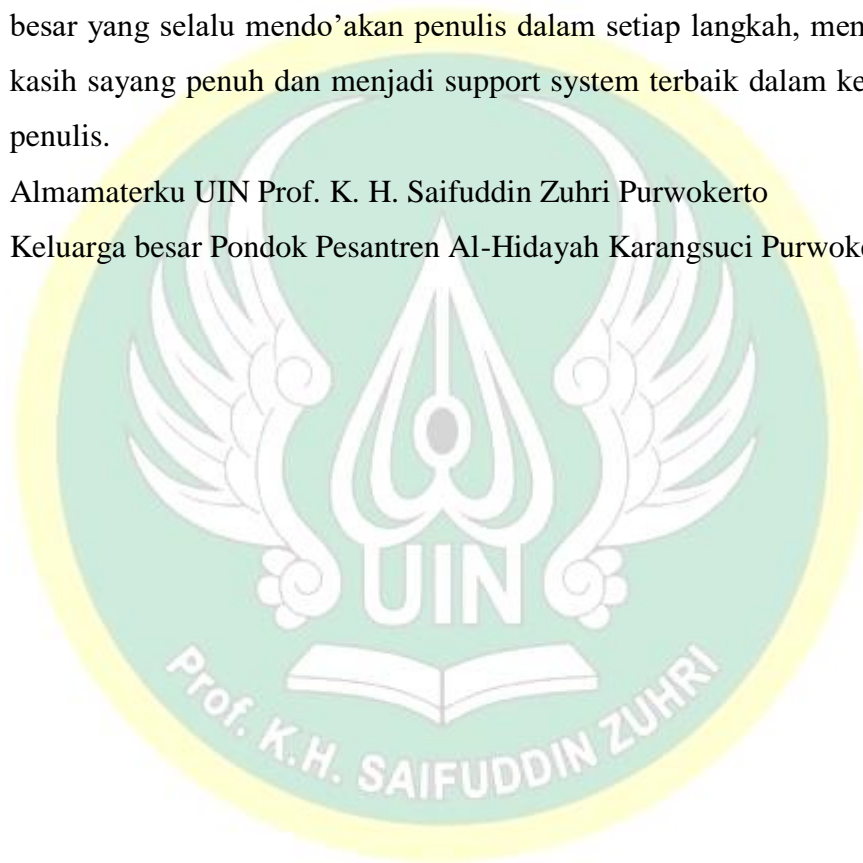 besar yang selalu mendo’akan penulis dalam setiap langkah,
kasih sayang penuh dan menjadi support system terbaik dalam
penulis.
Almamaterku UIN Prof. K. H. Saifuddin Zuhri Purwokerto
Keluarga besar Pondok Pesantren Al-Hidayah Karangsuci
UIN
Prof. K.H. SAIFUDDIN ZUHRI